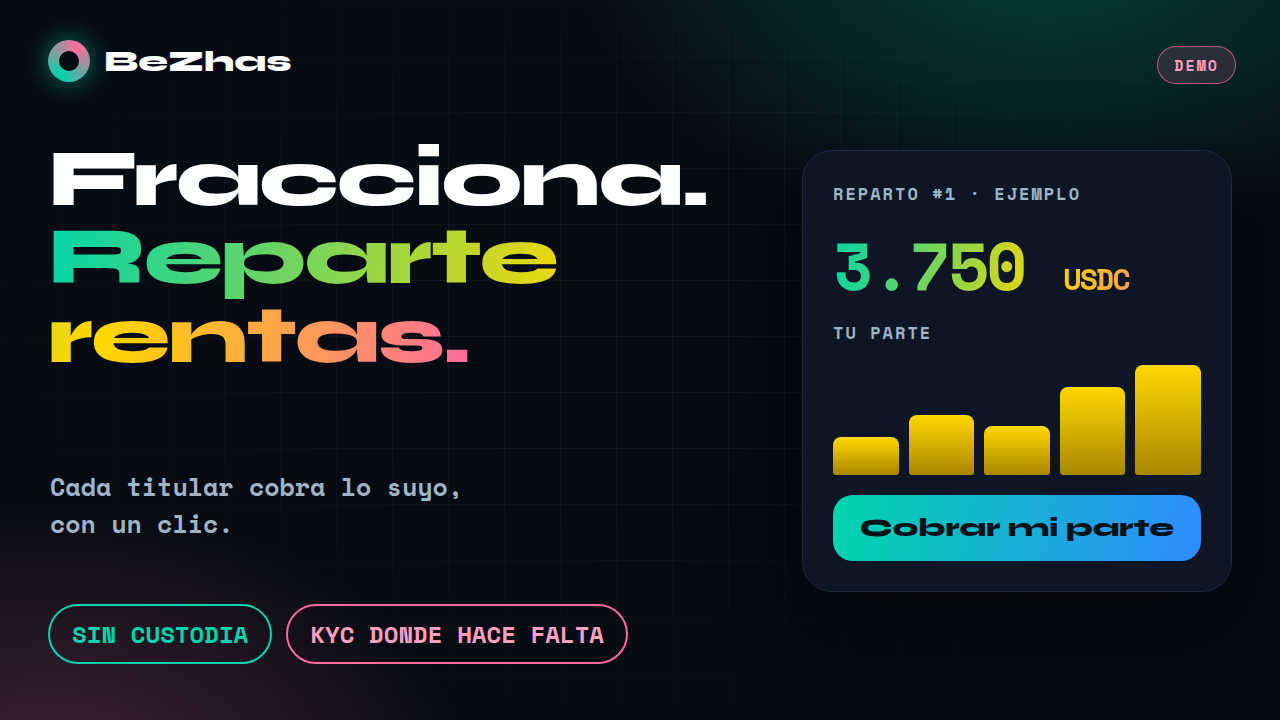 BeZhas
DEMO
Fracciona.
Reparte
rentas.
Cada titular cobra lo suyo,
con un clic.
SIN CUSTODIA
KYC DONDE HACE FALTA
REPARTO #1 · EJEMPLO
3.750 USDC
TU PARTE
Cobrar mi parte